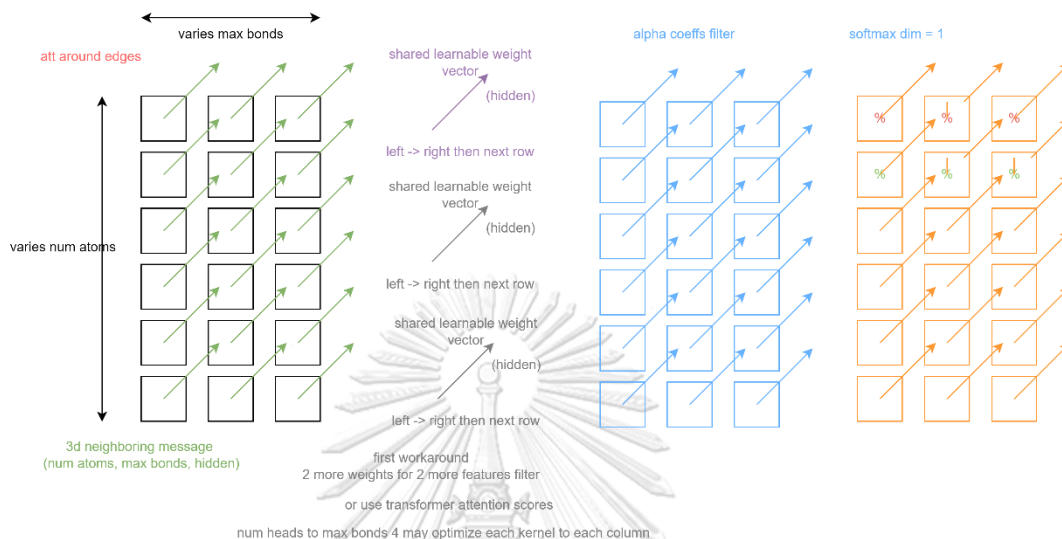 varies max bonds
att around edges
shared learnable weight
vector
(hidden)
left -> right then next row
shared learnable weight
vector
(hidden)
left -> right then next row
shared learnable weight
vector
(hidden)
left -> right then next row
varies num atoms
3d neighboring message
(num atoms, max bonds, hidden)
first workaround
2 more weights for 2 more features filter
or use transformer attention scores
num heads to max bonds 4 may optimize each kernel to each column
alpha coeffs filter
softmax dim = 1
% % %
% % %